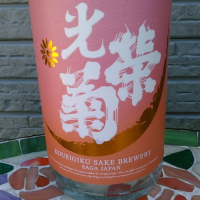 光栄菊
KOUEIGIKU SAKE BREWERY
SAGA JAPAN